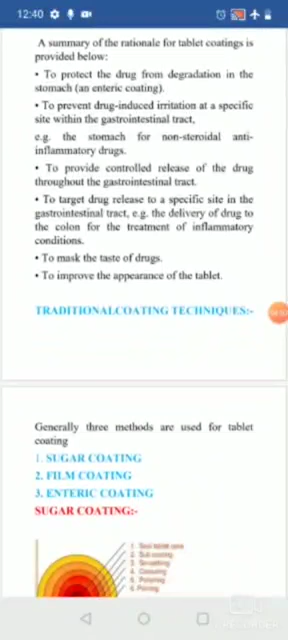 12:40
A summary of the rationale for tablet coatings is
provided below:
• To protect the drug from degradation in the
stomach (an enteric coating).
• To prevent drug-induced irritation at a specific
site within the gastrointestinal tract,
e.g. the stomach for non-steroidal anti-
inflammatory drugs.
• To provide controlled release of the drug
throughout the gastrointestinal tract.
• To target drug release to a specific site in the
gastrointestinal tract, e.g. the delivery of drug to
the colon for the treatment of inflammatory
conditions.
• To mask the taste of drugs.
• To improve the appearance of the tablet.
TRADITIONALCOATING TECHNIQUES:-
Generally three methods are used for tablet
coating
1. SUGAR COATING
2. FILM COATING
3. ENTERIC COATING
SUGAR COATING:-
2. Sub coating
3. Smoothing
4. Colouring
5. Polishing
6. Printing